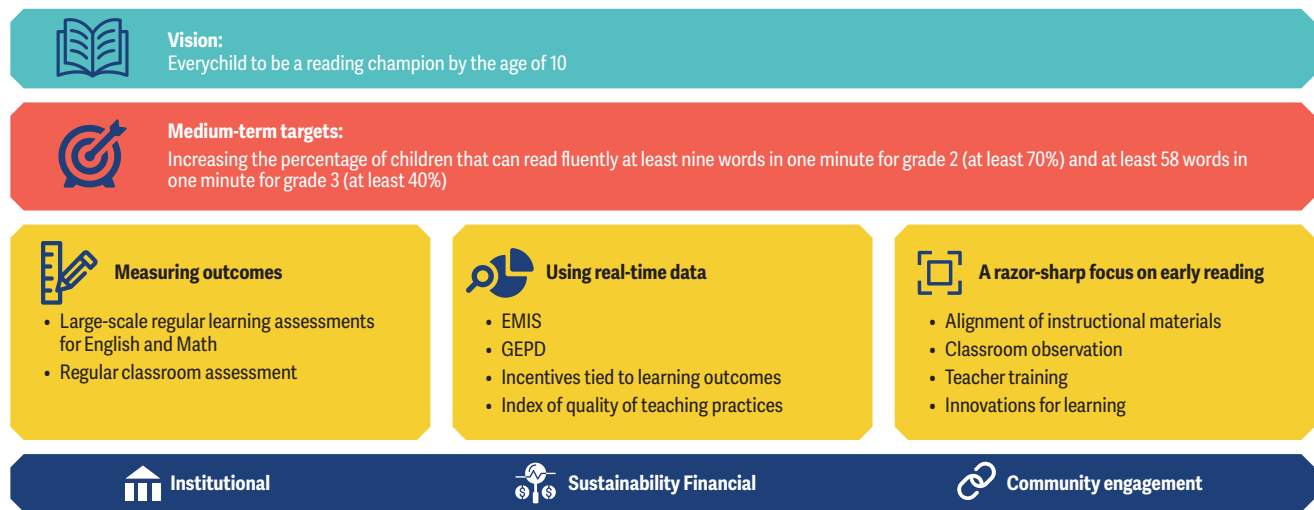 Vision:
Everychild to be a reading champion by the age of 10
Medium-term targets:
Increasing the percentage of children that can read fluently at least nine words in one minute for grade 2 (at least 70%) and at least 58 words in
one minute for grade 3 (at least 40%)
Measuring outcomes
• Large-scale regular learning assessments
for English and Math
• Regular classroom assessment
Using real-time data
• EMIS
• GEPD
• Incentives tied to learning outcomes
• Index of quality of teaching practices
A razor-sharp focus on early reading
• Alignment of instructional materials
• Classroom observation
• Teacher training
• Innovations for learning
Institutional
Sustainability Financial
Community engagement